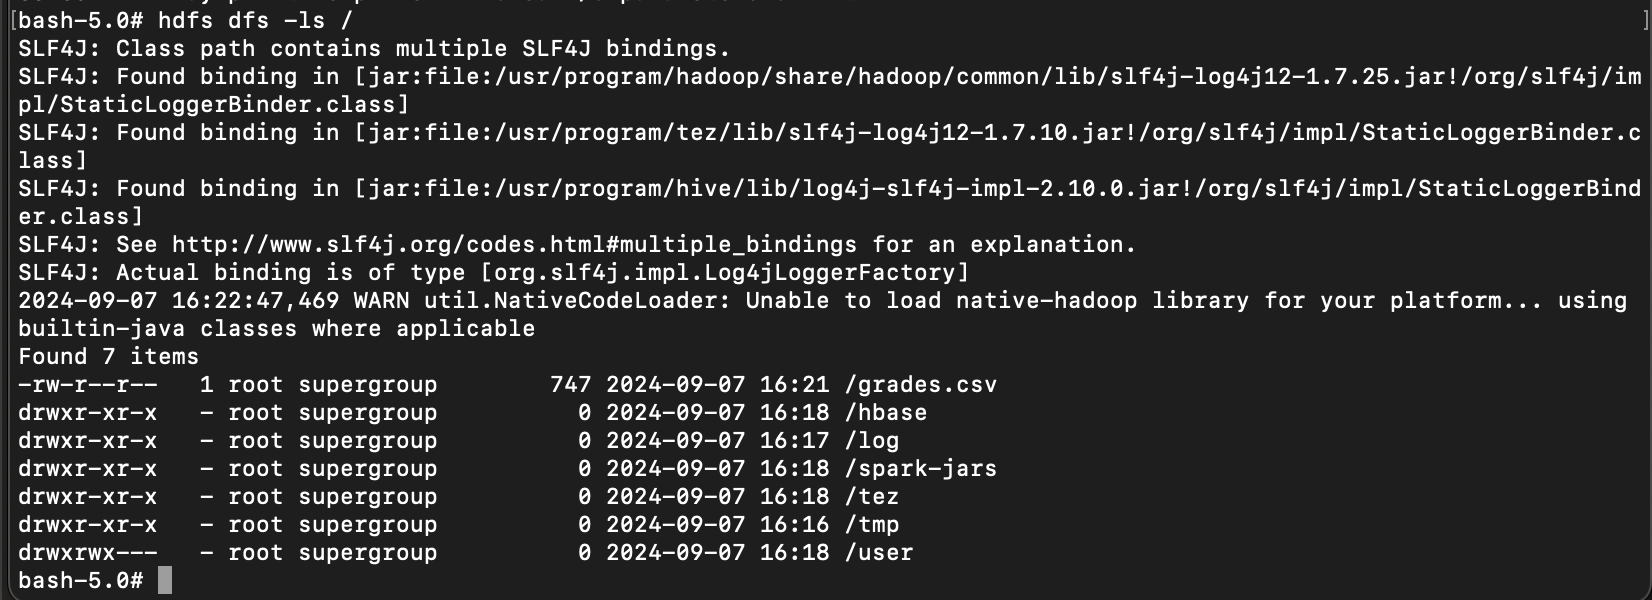 [bash-5.0# hdfs dfs -ls / ]
SLF4J: Class path contains multiple SLF4J bindings.
SLF4J: Found binding in [jar:file:/usr/program/hadoop/share/hadoop/common/lib/slf4j-log4j12-1.7.25.jar!/org/slf4j/im
pl/StaticLoggerBinder.class]
SLF4J: Found binding in [jar:file:/usr/program/tez/lib/slf4j-log4j12-1.7.10.jar!/org/slf4j/impl/StaticLoggerBinder.c
lass]
SLF4J: Found binding in [jar:file:/usr/program/hive/lib/log4j-slf4j-impl-2.10.0.jar!/org/slf4j/impl/StaticLoggerBind
er.class]
SLF4J: See http://www.slf4j.org/codes.html#multiple_bindings for an explanation.
SLF4J: Actual binding is of type [org.slf4j.impl.Log4jLoggerFactory]
2024-09-07 16:22:47,469 WARN util.NativeCodeLoader: Unable to load native-hadoop library for your platform... using
builtin-java classes where applicable
Found 7 items
-rw-r--r--   1 root supergroup        747 2024-09-07 16:21 /grades.csv
drwxr-xr-x   - root supergroup          0 2024-09-07 16:18 /hbase
drwxr-xr-x   - root supergroup          0 2024-09-07 16:17 /log
drwxr-xr-x   - root supergroup          0 2024-09-07 16:18 /spark-jars
drwxr-xr-x   - root supergroup          0 2024-09-07 16:18 /tez
drwxr-xr-x   - root supergroup          0 2024-09-07 16:16 /tmp
drwxrwx---   - root supergroup          0 2024-09-07 16:18 /user
bash-5.0#